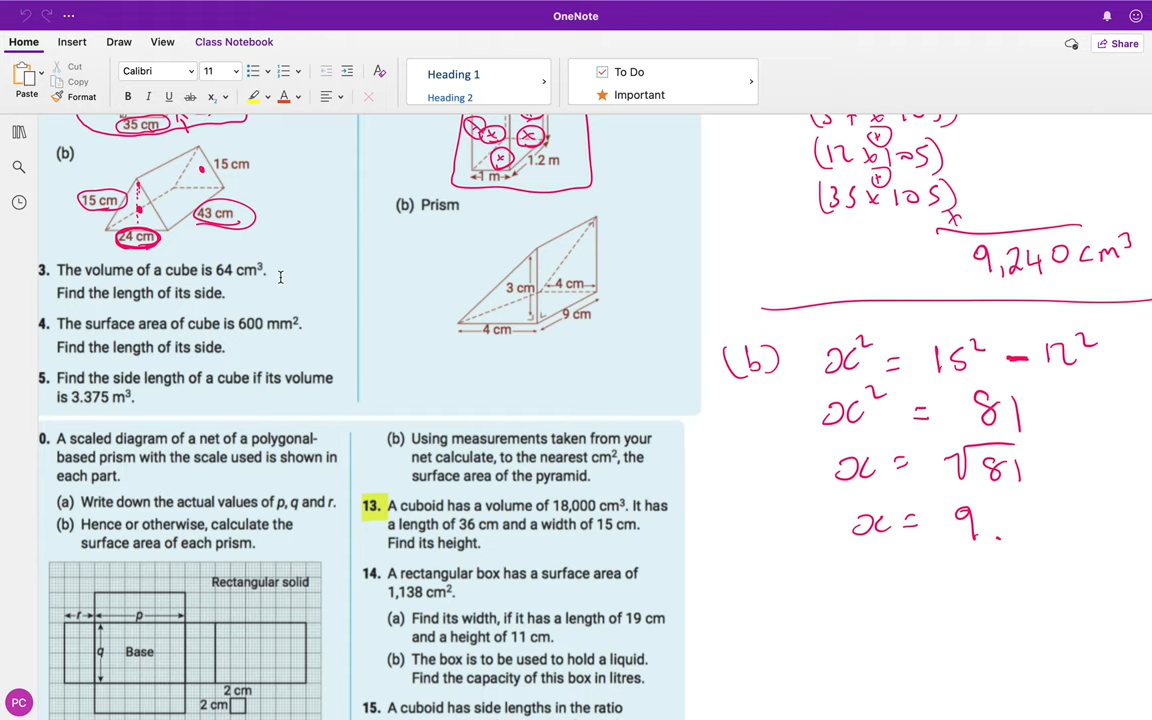 OneNote
Home Insert Draw View Class Notebook
Share
Paste
Cut
Copy
Format
Calibri 11
B I U ab x₂ A
Heading 1
Heading 2
To Do
Important
35 cm
(b)
15 cm
15 cm
43 cm
24 cm
3. The volume of a cube is 64 cm³.
Find the length of its side.
4. The surface area of cube is 600 mm².
Find the length of its side.
5. Find the side length of a cube if its volume
is 3.375 m³.
1.2 m
1 m
(b) Prism
3 cm
4 cm
9 cm
4 cm
0. A scaled diagram of a net of a polygonal-
based prism with the scale used is shown in
each part.
(a) Write down the actual values of p, q and r.
(b) Hence or otherwise, calculate the
surface area of each prism.
Rectangular solid
r p
q Base
2 cm
2 cm
(b) Using measurements taken from your
net calculate, to the nearest cm², the
surface area of the pyramid.
13. A cuboid has a volume of 18,000 cm³. It has
a length of 36 cm and a width of 15 cm.
Find its height.
14. A rectangular box has a surface area of
1,138 cm².
(a) Find its width, if it has a length of 19 cm
and a height of 11 cm.
(b) The box is to be used to hold a liquid.
Find the capacity of this box in litres.
15. A cuboid has side lengths in the ratio
+
(12 x 105)
+
(35 x 105)
9,240 cm³
(b) x² = 15² - 12²
x² = 81
x = √81
x = 9.
PC